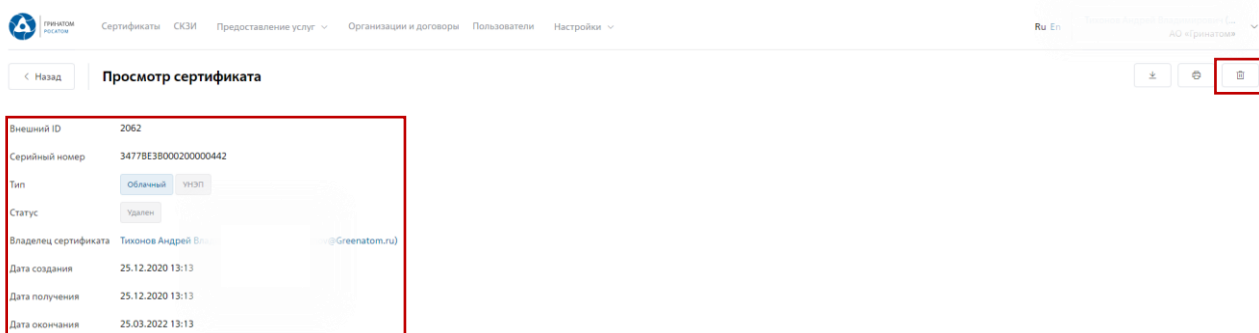 ГРИНАТОМ
РОСАТОМ
Сертификаты СКЗИ Предоставление услуг Организации и договоры Пользователи Настройки
Ru En
АО «Гринатом»
< Назад Просмотр сертификата
Внешний ID 2062
Серийный номер 3477BE3B000200000442
Тип Облачный УНЭП
Статус Удален
Владелец сертификата Тихонов Андрей @Greenatom.ru)
Дата создания 25.12.2020 13:13
Дата получения 25.12.2020 13:13
Дата окончания 25.03.2022 13:13